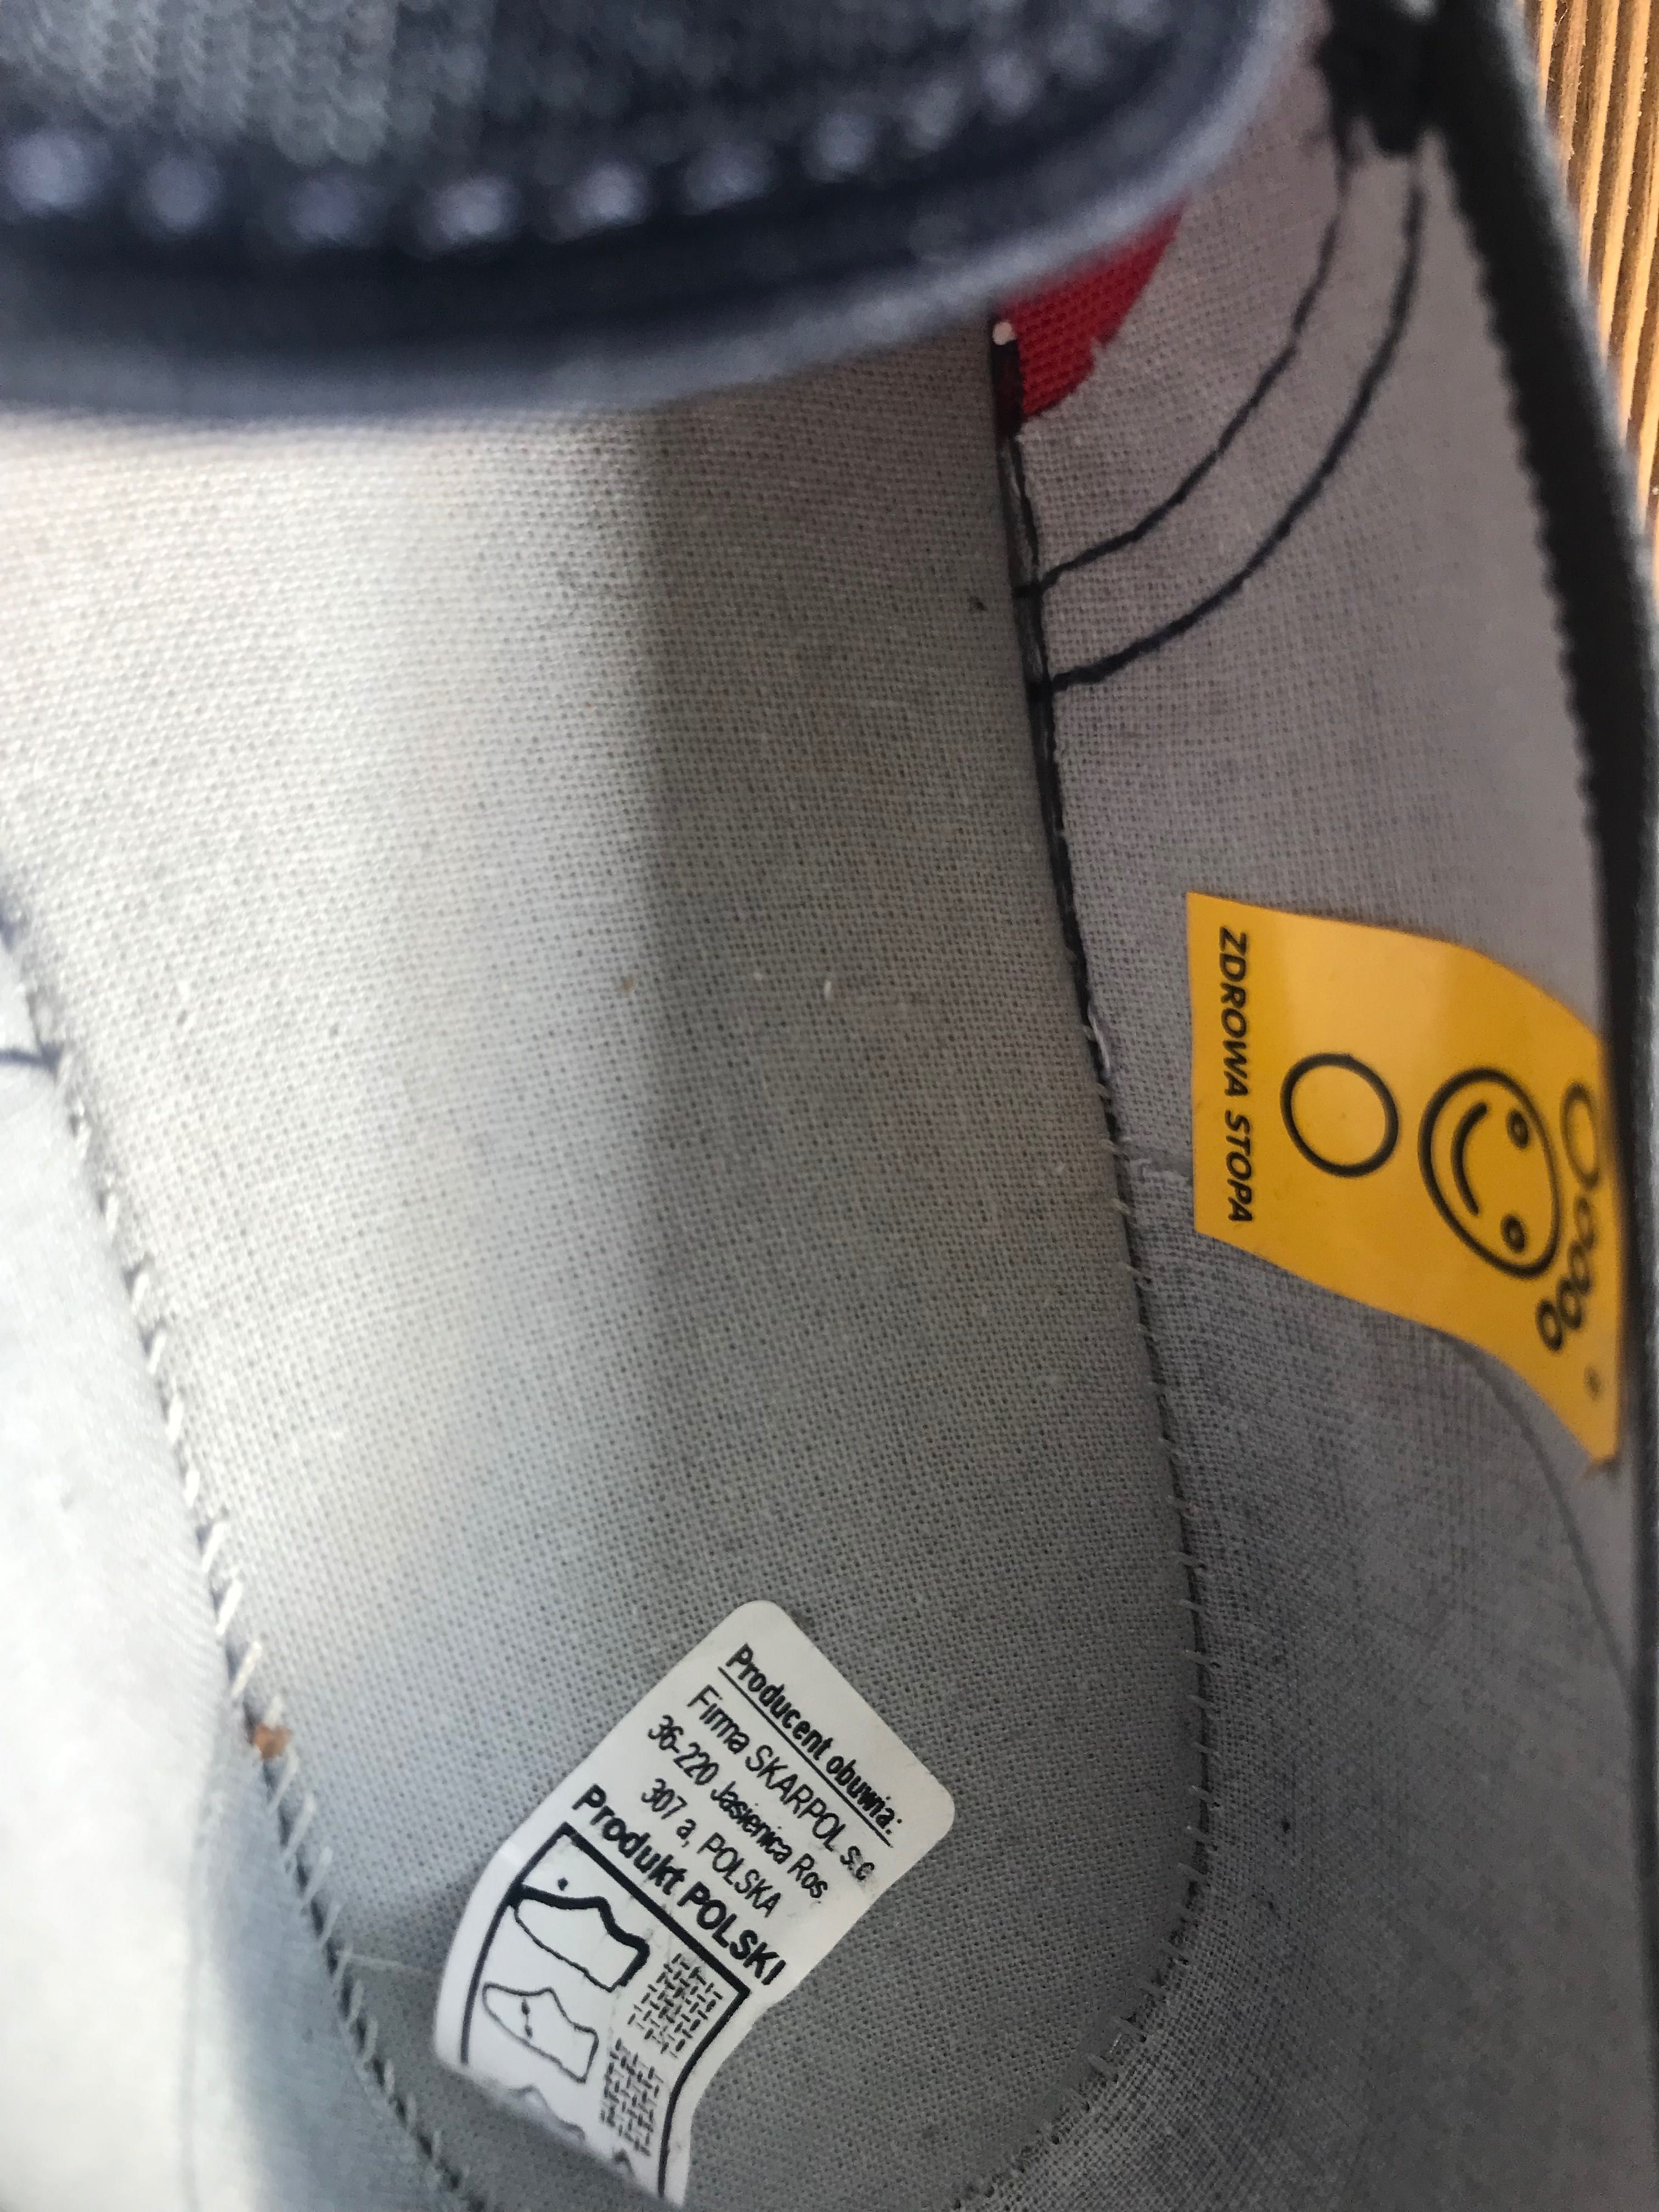 ZDROWA STOPA
Producent obuwia:
Firma SKARPOL s.c
36-220 Jasienica Ros.
307 a, POLSKA
Produkt POLSKI